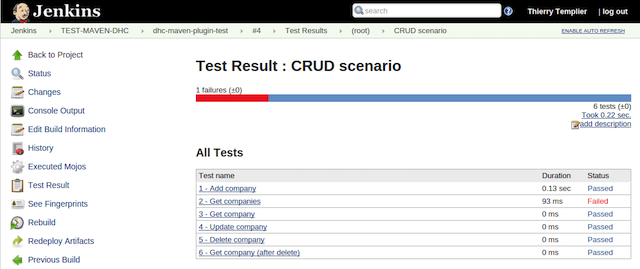 Jenkins
search
Thierry Templier | log out
Jenkins TEST-MAVEN-DHC dhc-maven-plugin-test #4 Test Results (root) CRUD scenario ENABLE AUTO REFRESH
Back to Project
Status
Changes
Console Output
Edit Build Information
History
Executed Mojos
Test Result
See Fingerprints
Rebuild
Redeploy Artifacts
Previous Build
Test Result : CRUD scenario
1 failures (±0)
6 tests (±0)
Took 0.22 sec.
add description
All Tests
Test name Duration Status
1 - Add company 0.13 sec Passed
2 - Get companies 93 ms Failed
3 - Get company 0 ms Passed
4 - Update company 0 ms Passed
5 - Delete company 0 ms Passed
6 - Get company (after delete) 0 ms Passed